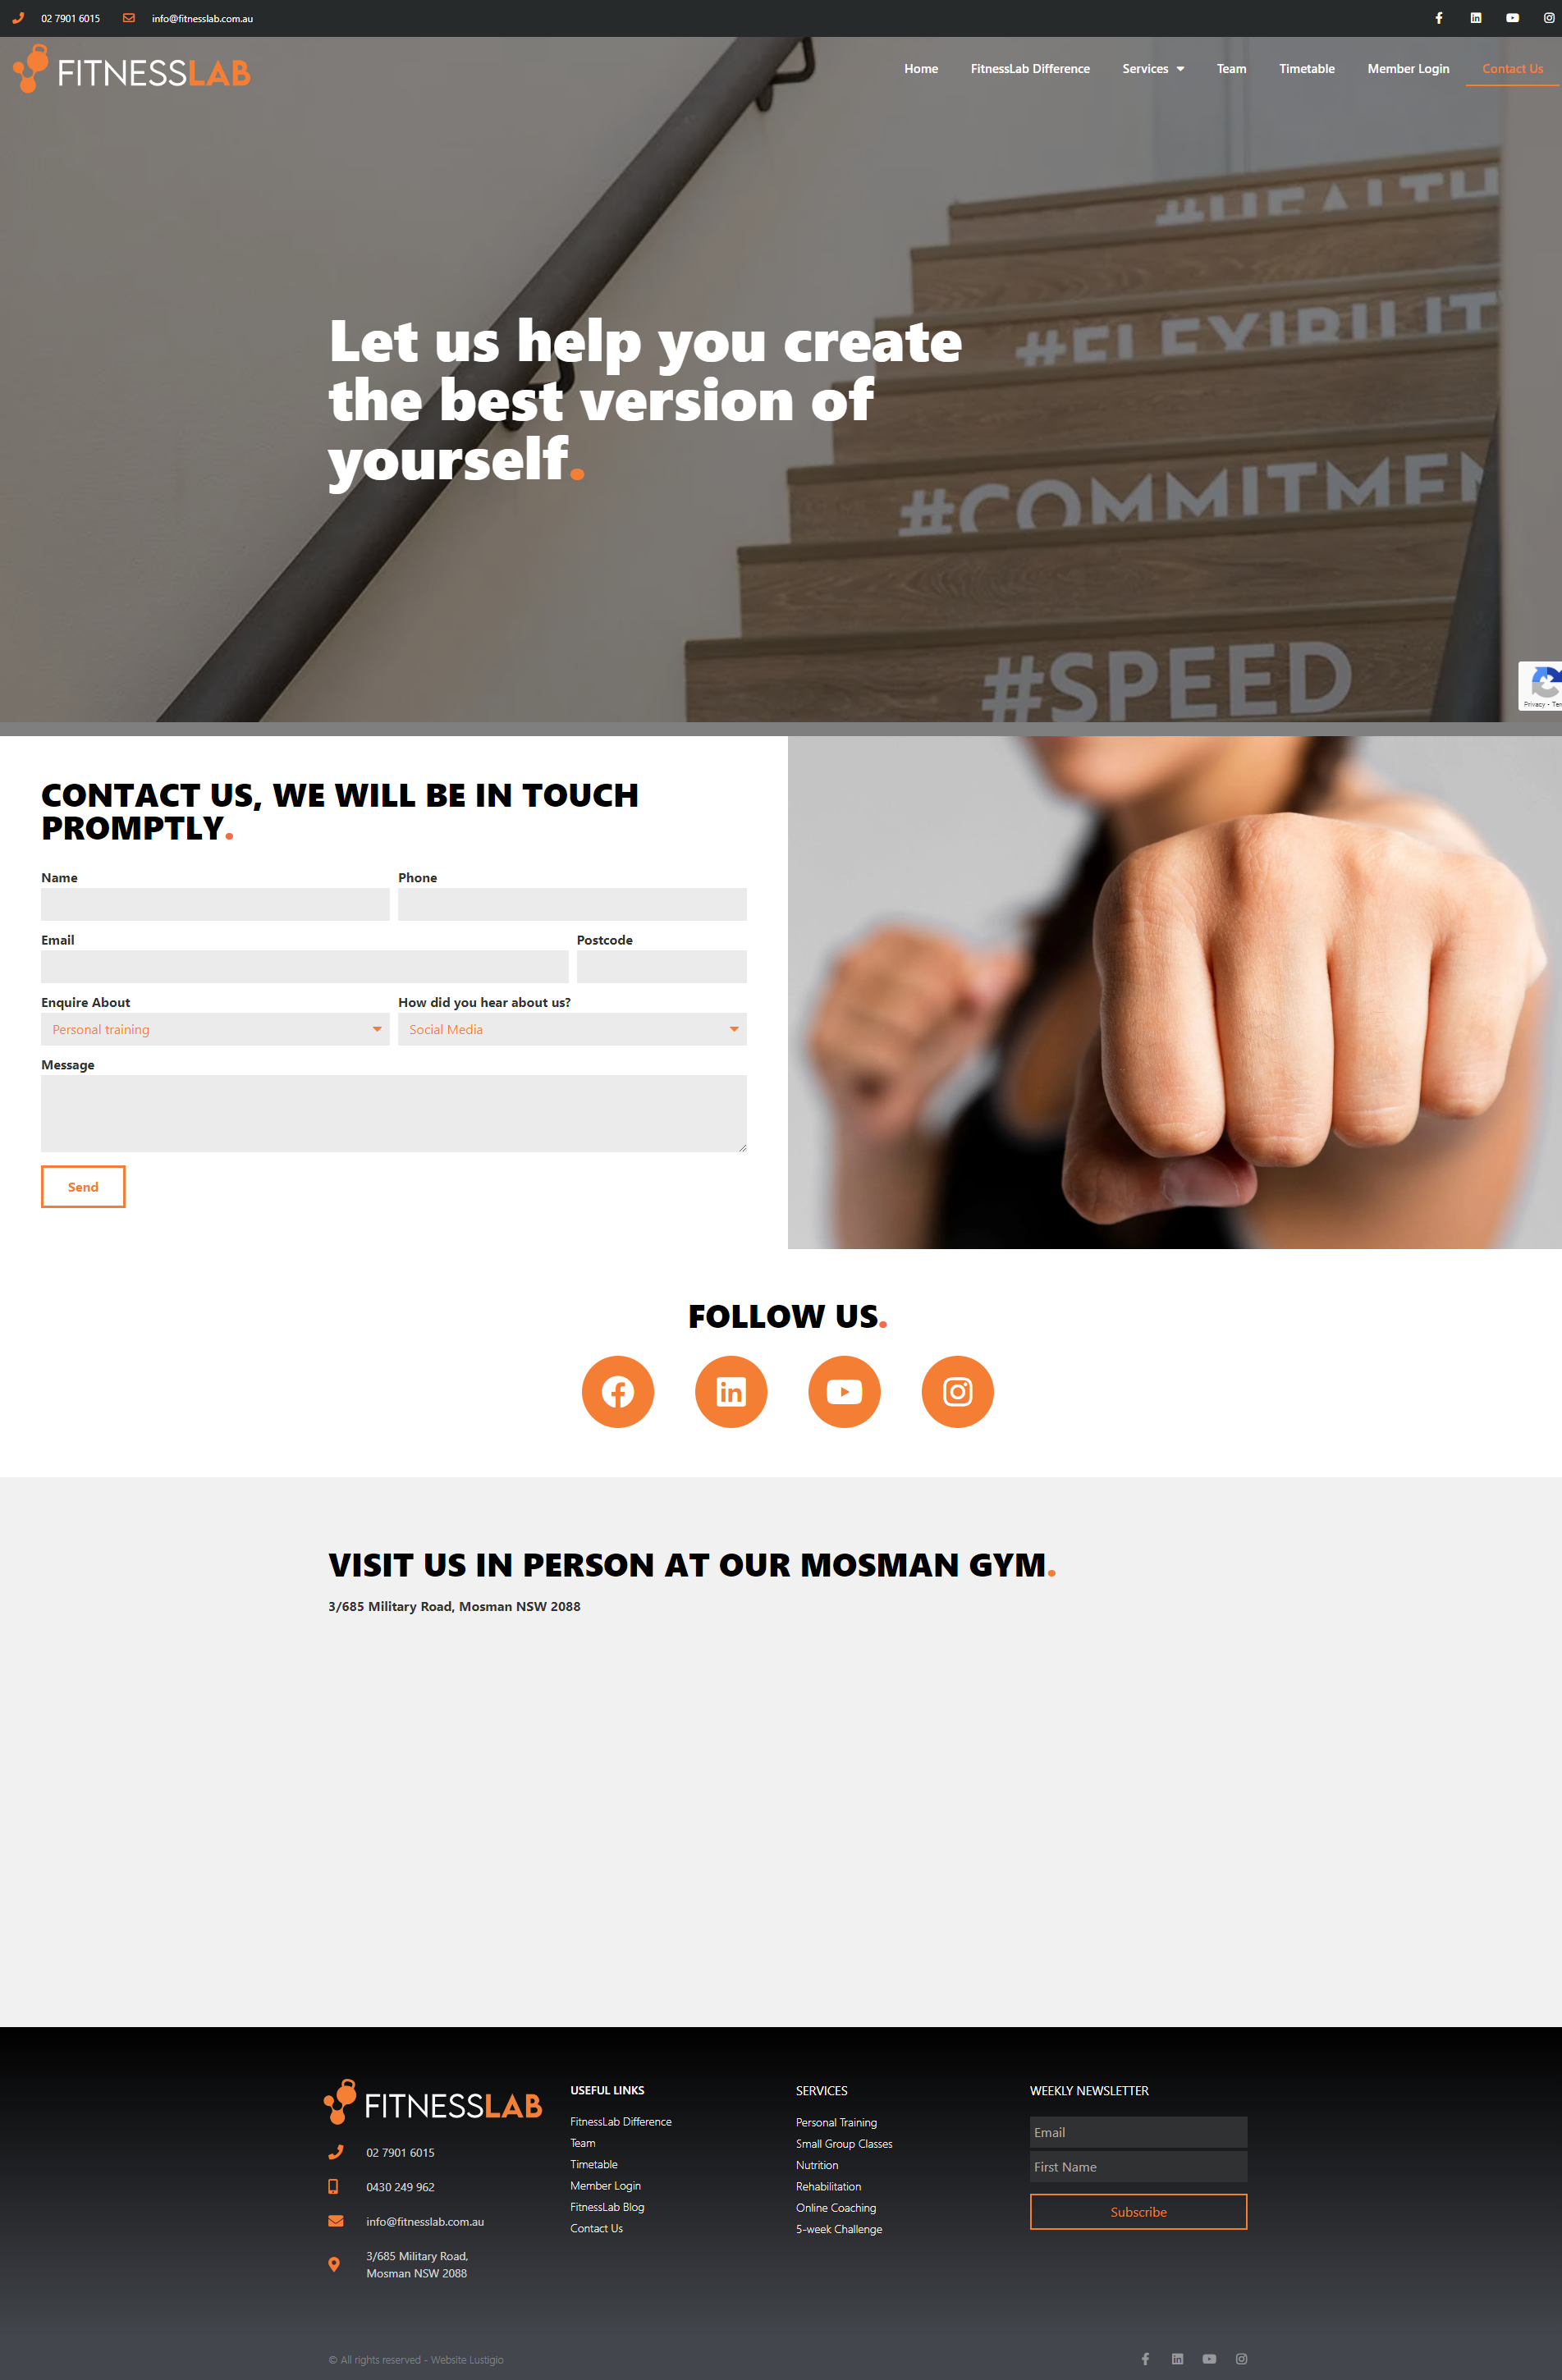 02 7901 6015 info@fitnesslab.com.au
FITNESSLAB
Home FitnessLab Difference Services Team Timetable Member Login Contact Us
#HEALTH
#FLEXIBILIT
#COMMITMEN
#SPEED
Let us help you create
the best version of
yourself.
Privacy - Ter
CONTACT US, WE WILL BE IN TOUCH
PROMPTLY.
Name Phone
Email Postcode
Enquire About How did you hear about us?
Personal training Social Media
Message
Send
FOLLOW US.
VISIT US IN PERSON AT OUR MOSMAN GYM.
3/685 Military Road, Mosman NSW 2088
FITNESSLAB
02 7901 6015
0430 249 962
info@fitnesslab.com.au
3/685 Military Road,
Mosman NSW 2088
USEFUL LINKS
FitnessLab Difference
Team
Timetable
Member Login
FitnessLab Blog
Contact Us
SERVICES
Personal Training
Small Group Classes
Nutrition
Rehabilitation
Online Coaching
5-week Challenge
WEEKLY NEWSLETTER
Email
First Name
Subscribe
© All rights reserved - Website Lustigio